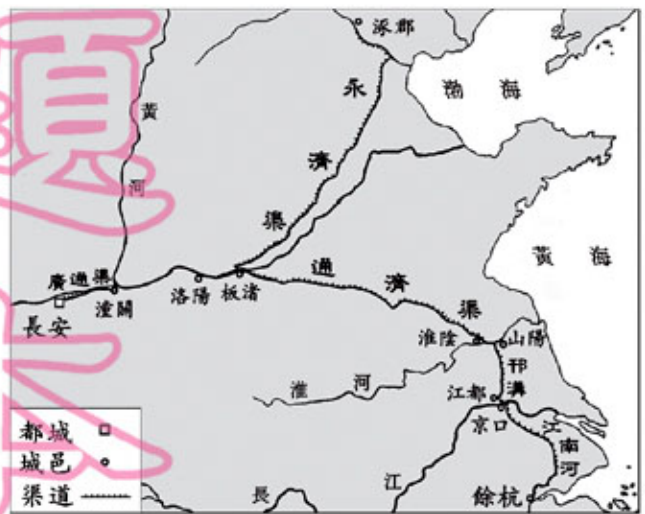 涿郡
永濟渠
渤海
黃河
黃海
廣通渠
長安
潼關
洛陽
板渚
通濟渠
淮陰
山陽
邗溝
淮河
江都
京口
江南河
長江
餘杭
都城
城邑
渠道